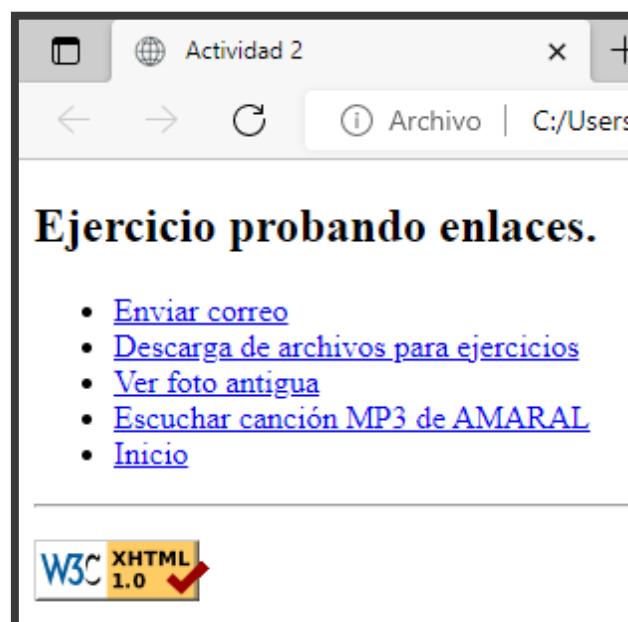 Actividad 2
Archivo C:/Users
Ejercicio probando enlaces.
Enviar correo
Descarga de archivos para ejercicios
Ver foto antigua
Escuchar canción MP3 de AMARAL
Inicio
W3C XHTML
1.0